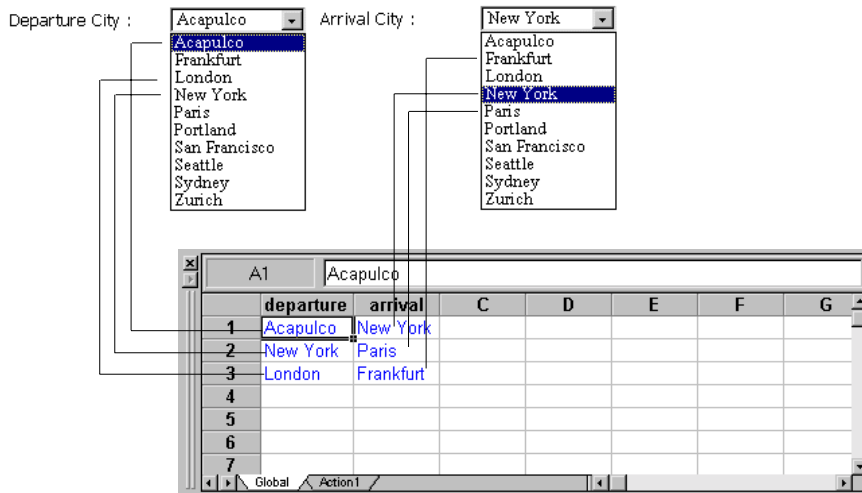 Departure City :
Acapulco
Arrival City :
New York
Acapulco
Frankfurt
London
New York
Paris
Portland
San Francisco
Seattle
Sydney
Zurich
Acapulco
Frankfurt
London
New York
Paris
Portland
San Francisco
Seattle
Sydney
Zurich
A1 Acapulco
departure arrival C D E F G
1 Acapulco New York
2 New York Paris
3 London Frankfurt
4
5
6
7
Global Action1